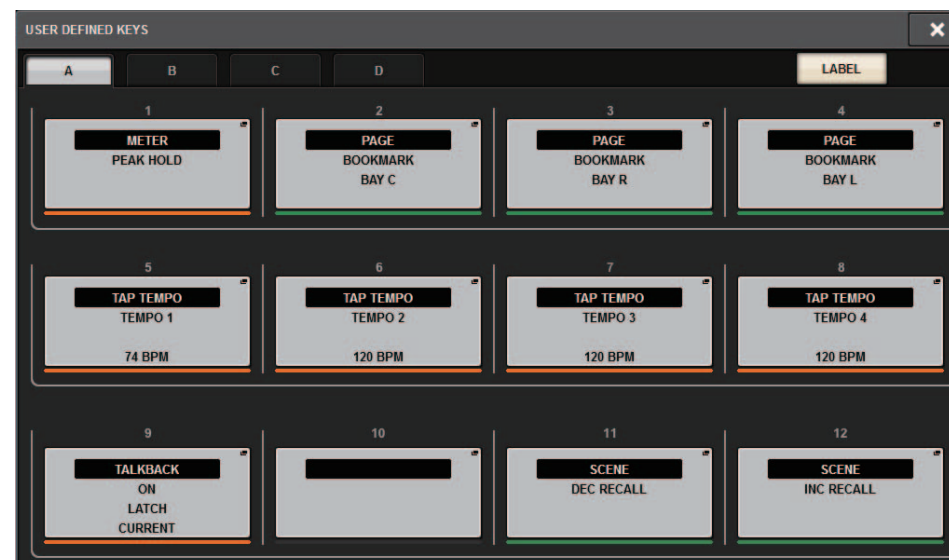 USER DEFINED KEYS
A B C D LABEL
1 2 3 4
METER PAGE PAGE PAGE
PEAK HOLD BOOKMARK BOOKMARK BOOKMARK
BAY C BAY R BAY L
5 6 7 8
TAP TEMPO TAP TEMPO TAP TEMPO TAP TEMPO
TEMPO 1 TEMPO 2 TEMPO 3 TEMPO 4
74 BPM 120 BPM 120 BPM 120 BPM
9 10 11 12
TALKBACK SCENE SCENE
ON DEC RECALL INC RECALL
LATCH
CURRENT